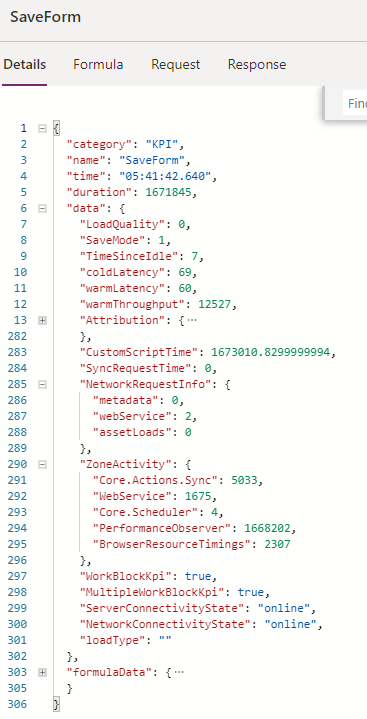 SaveForm
Details Formula Request Response
Find
1 {
2 "category": "KPI",
3 "name": "SaveForm",
4 "time": "05:41:42.640",
5 "duration": 1671845,
6 "data": {
7 "LoadQuality": 0,
8 "SaveMode": 1,
9 "TimeSinceIdle": 7,
10 "coldLatency": 69,
11 "warmLatency": 60,
12 "warmThroughput": 12527,
13 "Attribution": {...
282 },
283 "CustomScriptTime": 1673010.8299999994,
284 "SyncRequestTime": 0,
285 "NetworkRequestInfo": {
286 "metadata": 0,
287 "webService": 2,
288 "assetLoads": 0
289 },
290 "ZoneActivity": {
291 "Core.Actions.Sync": 5033,
292 "WebService": 1675,
293 "Core.Scheduler": 4,
294 "PerformanceObserver": 1668202,
295 "BrowserResourceTimings": 2307
296 },
297 "WorkBlockKpi": true,
298 "MultipleWorkBlockKpi": true,
299 "ServerConnectivityState": "online",
300 "NetworkConnectivityState": "online",
301 "loadType": ""
302 },
303 "formulaData": {...
305 }
306 }